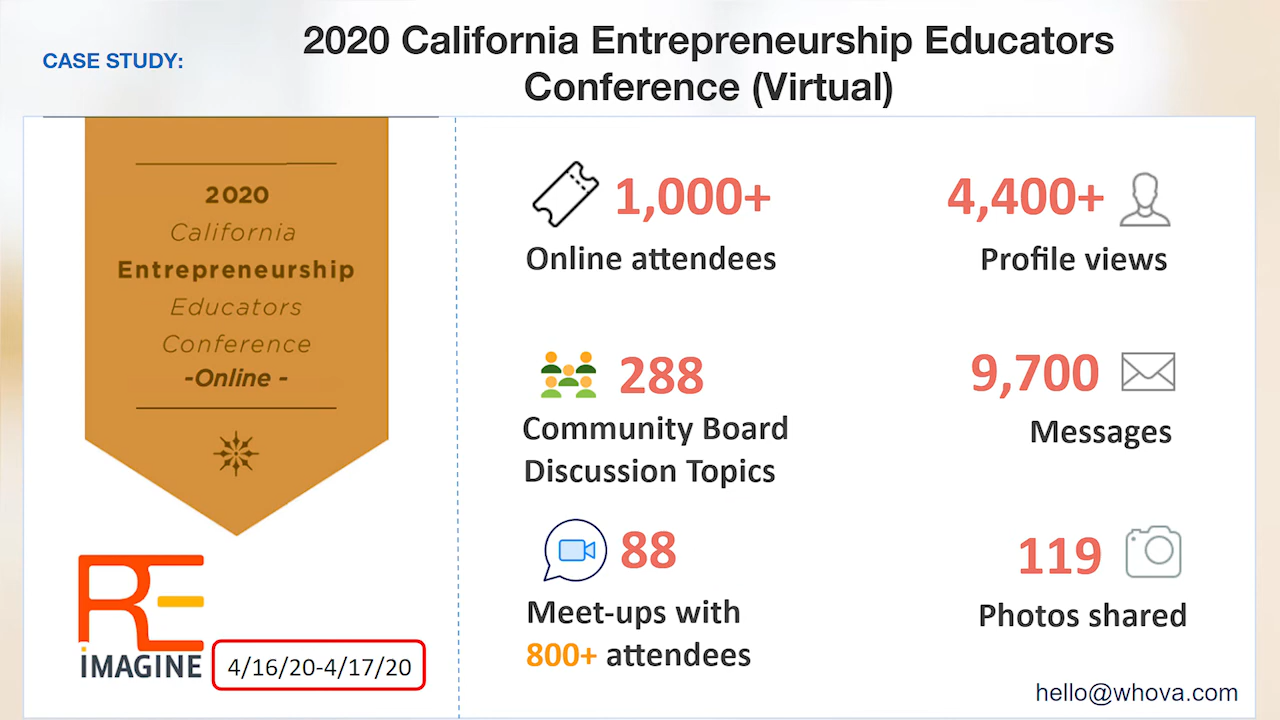 CASE STUDY:
2020 California Entrepreneurship Educators
Conference (Virtual)
2020
California
Entrepreneurship
Educators
Conference
-Online -
RE
iMAGINE
4/16/20-4/17/20
1,000+
Online attendees
4,400+
Profile views
288
Community Board
Discussion Topics
9,700
Messages
88
Meet-ups with
800+ attendees
119
Photos shared
hello@whova.com